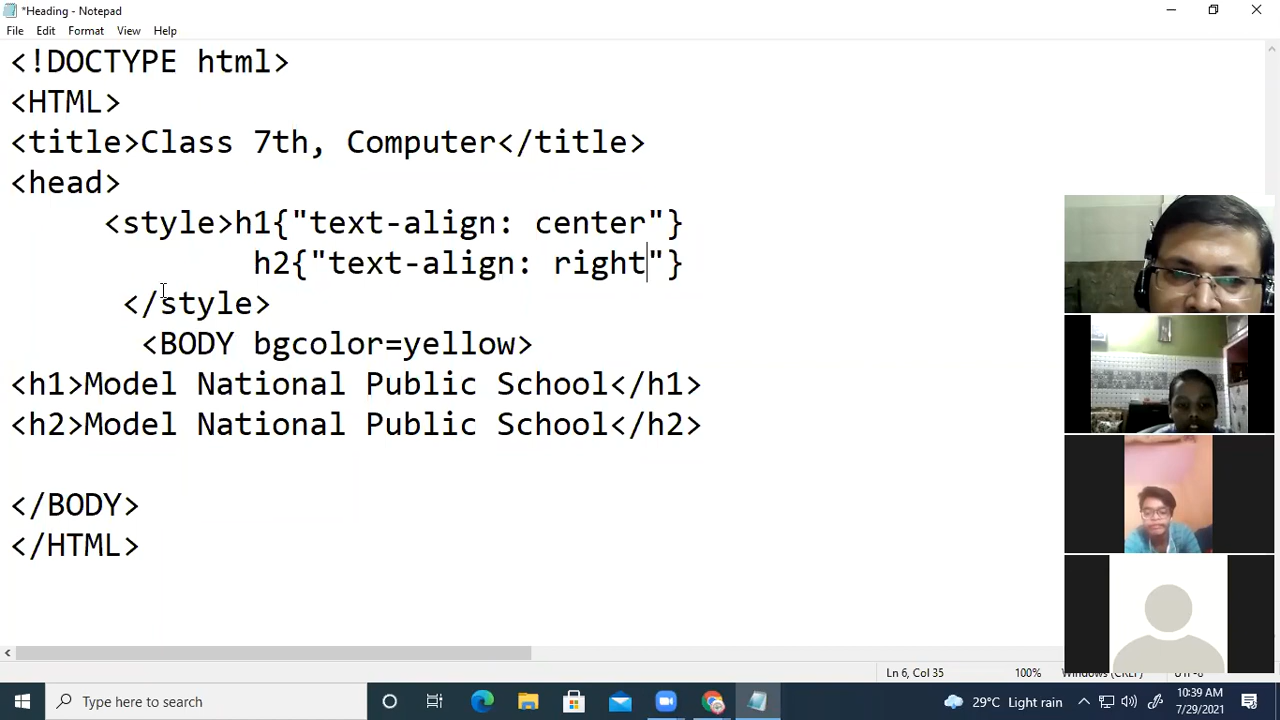 *Heading - Notepad
File Edit Format View Help
<!DOCTYPE html>
<HTML>
<title>Class 7th, Computer</title>
<head>
<style>h1{"text-align: center"}
h2{"text-align: right"}
</style>
<BODY bgcolor=yellow>
<h1>Model National Public School</h1>
<h2>Model National Public School</h2>
</BODY>
</HTML>
Ln 6, Col 35 100%
Type here to search
29°C Light rain
10:39 AM
7/29/2021